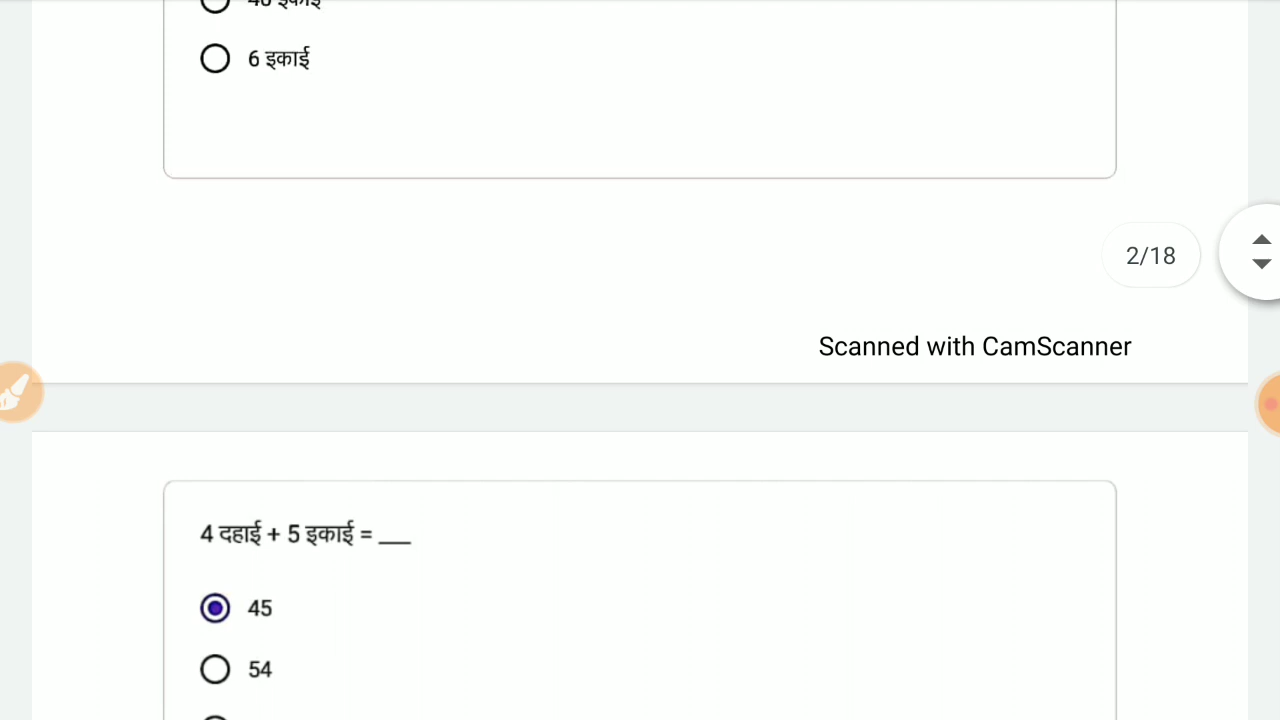 6 इकाई
2/18
Scanned with CamScanner
4 दहाई + 5 इकाई = ___
45
54